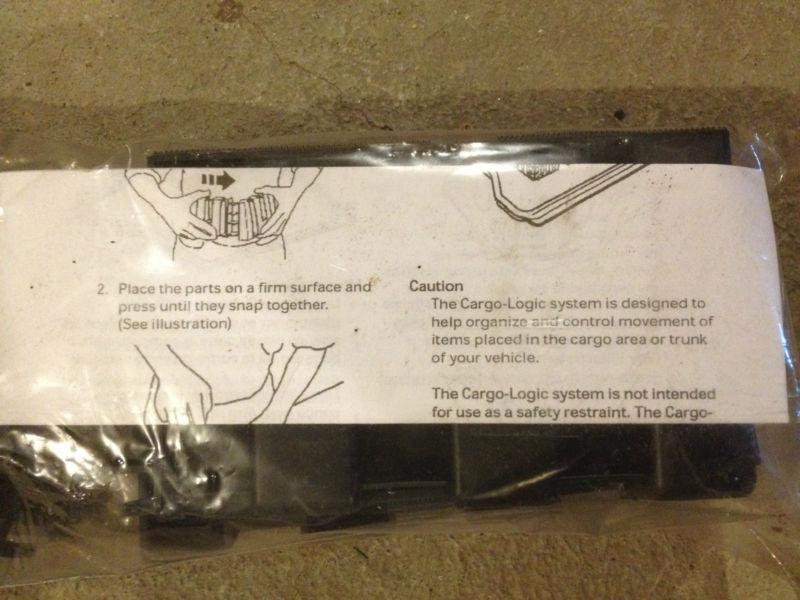 2. Place the parts on a firm surface and
press until they snap together.
(See illustration)
Caution
The Cargo-Logic system is designed to
help organize and control movement of
items placed in the cargo area or trunk
of your vehicle.
The Cargo-Logic system is not intended
for use as a safety restraint. The Cargo-